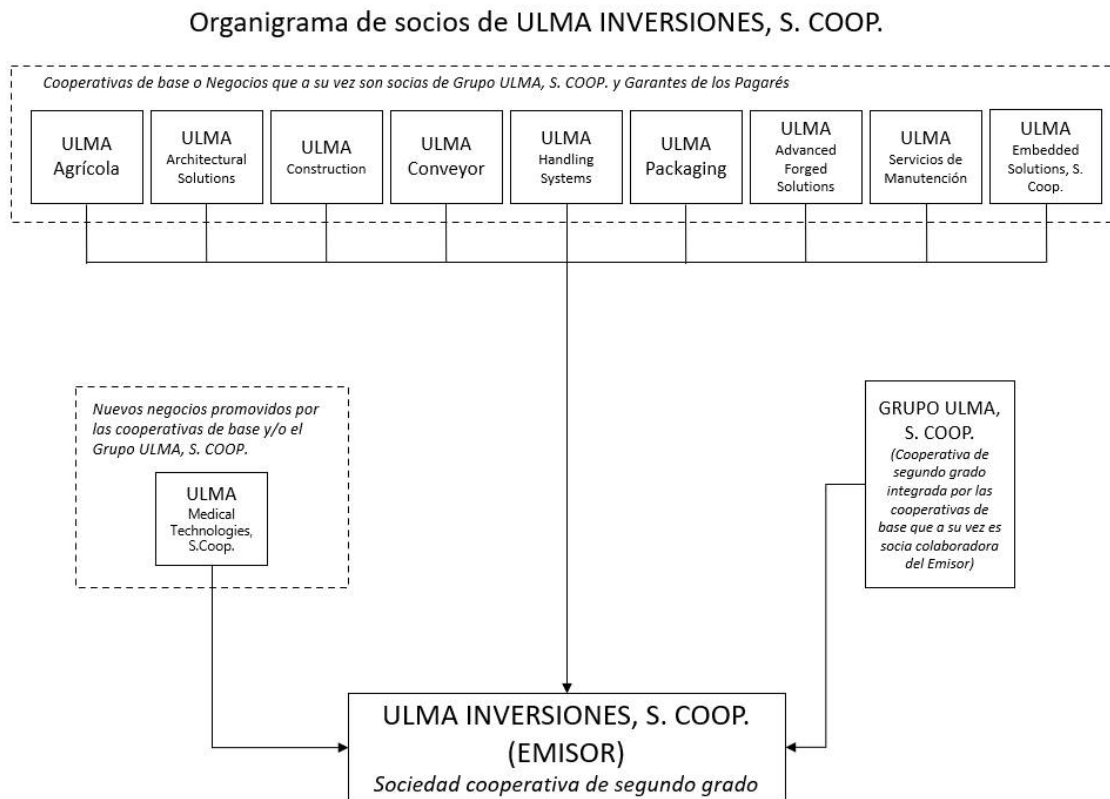 Organigrama de socios de ULMA INVERSIONES, S. COOP.
Cooperativas de base o Negocios que a su vez son socias de Grupo ULMA, S. COOP. y Garantes de los Pagarés
ULMA
Agrícola
ULMA
Architectural
Solutions
ULMA
Construction
ULMA
Conveyor
ULMA
Handling
Systems
ULMA
Packaging
ULMA
Advanced
Forged
Solutions
ULMA
Servicios de
Manutención
ULMA
Embedded
Solutions, S.
Coop.
Nuevos negocios promovidos por
las cooperativas de base y/o el
Grupo ULMA, S. COOP.
ULMA
Medical
Technologies,
S.Coop.
GRUPO ULMA,
S. COOP.
(Cooperativa de
segundo grado
integrada por las
cooperativas de
base que a su vez es
socia colaboradora
del Emisor)
ULMA INVERSIONES, S. COOP.
(EMISOR)
Sociedad cooperativa de segundo grado